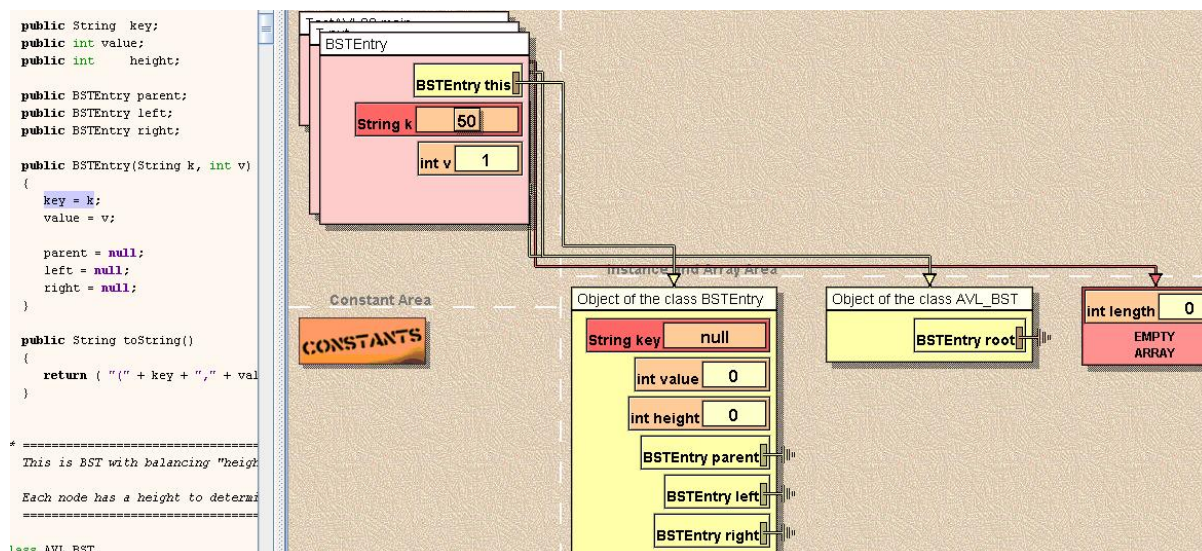 public String key;
public int value;
public int height;
public BSTEntry parent;
public BSTEntry left;
public BSTEntry right;
public BSTEntry(String k, int v)
{
key = k;
value = v;
parent = null;
left = null;
right = null;
}
public String toString()
{
return ( "(" + key + "," + val
}
* ==================================
This is BST with balancing "heigh
Each node has a height to determi
==================================
BSTEntry
BSTEntry this
String k 50
int v 1
Instance and Array Area
Constant Area
CONSTANTS
Object of the class BSTEntry
String key null
int value 0
int height 0
BSTEntry parent
BSTEntry left
BSTEntry right
Object of the class AVL_BST
BSTEntry root
int length 0
EMPTY
ARRAY